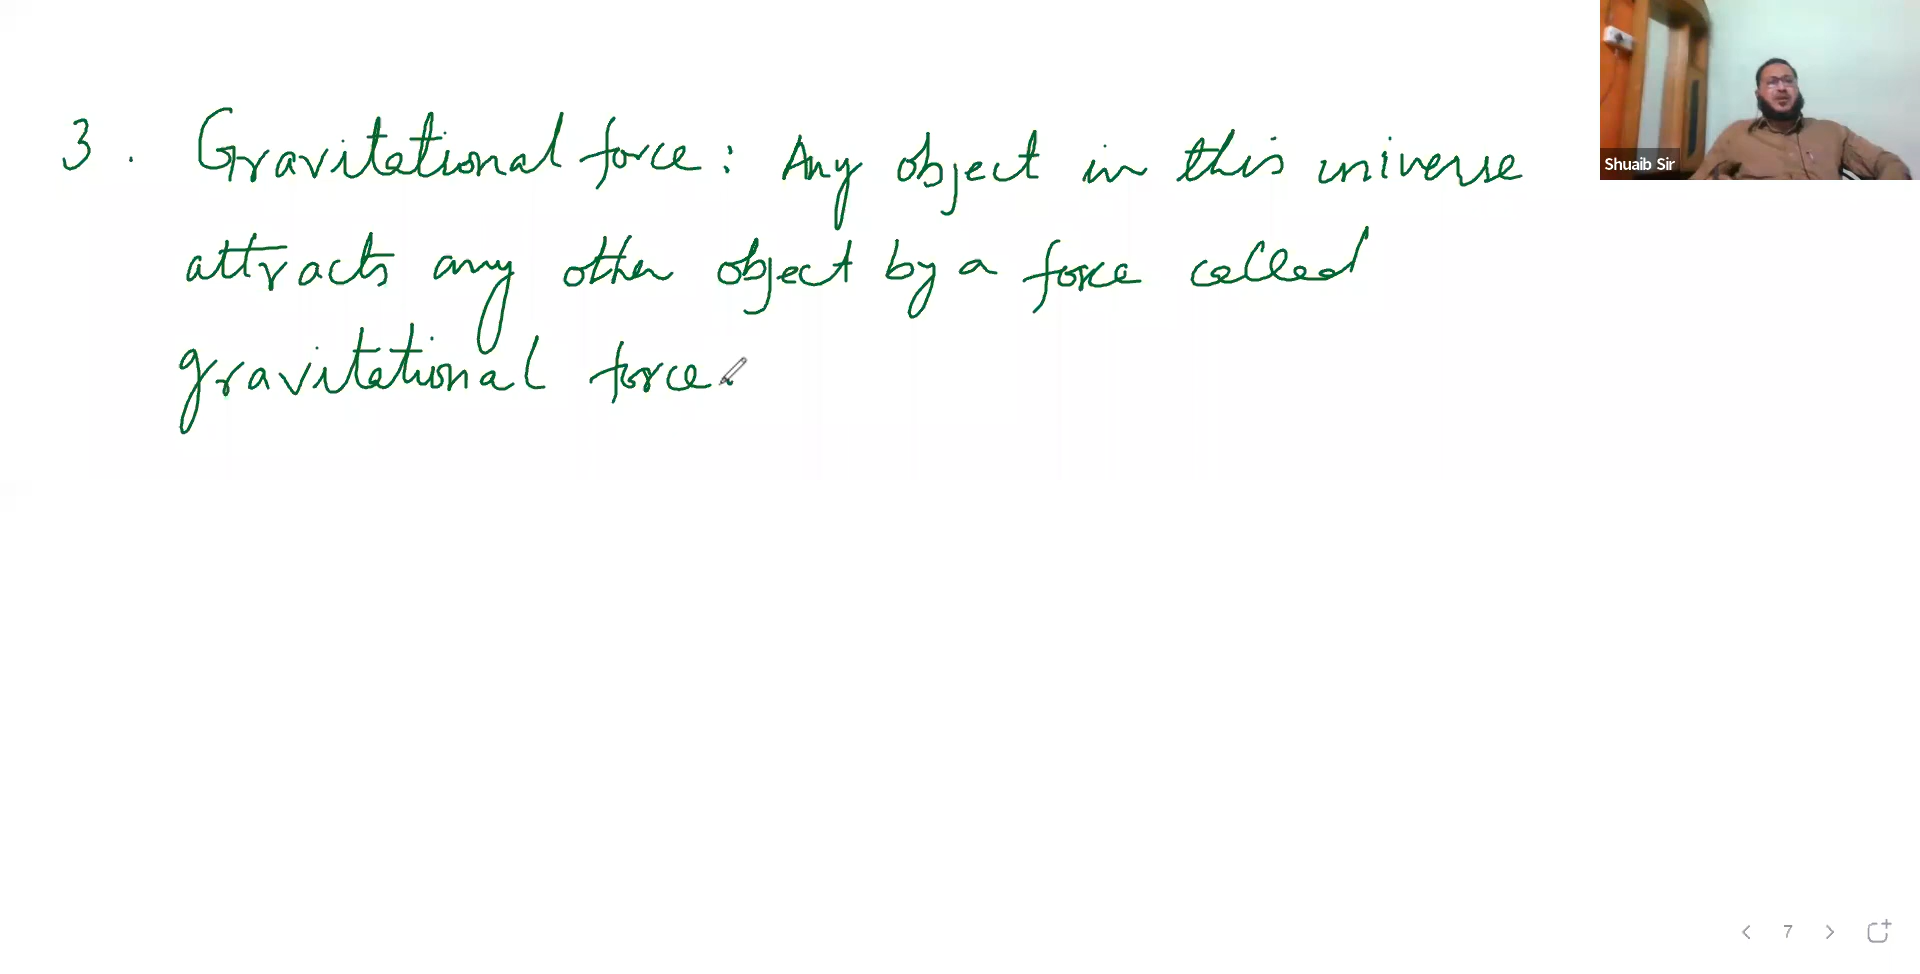 3. Gravitational force: Any object in this universe
attracts any other object by a force called
gravitational force.
Shuaib Sir
7